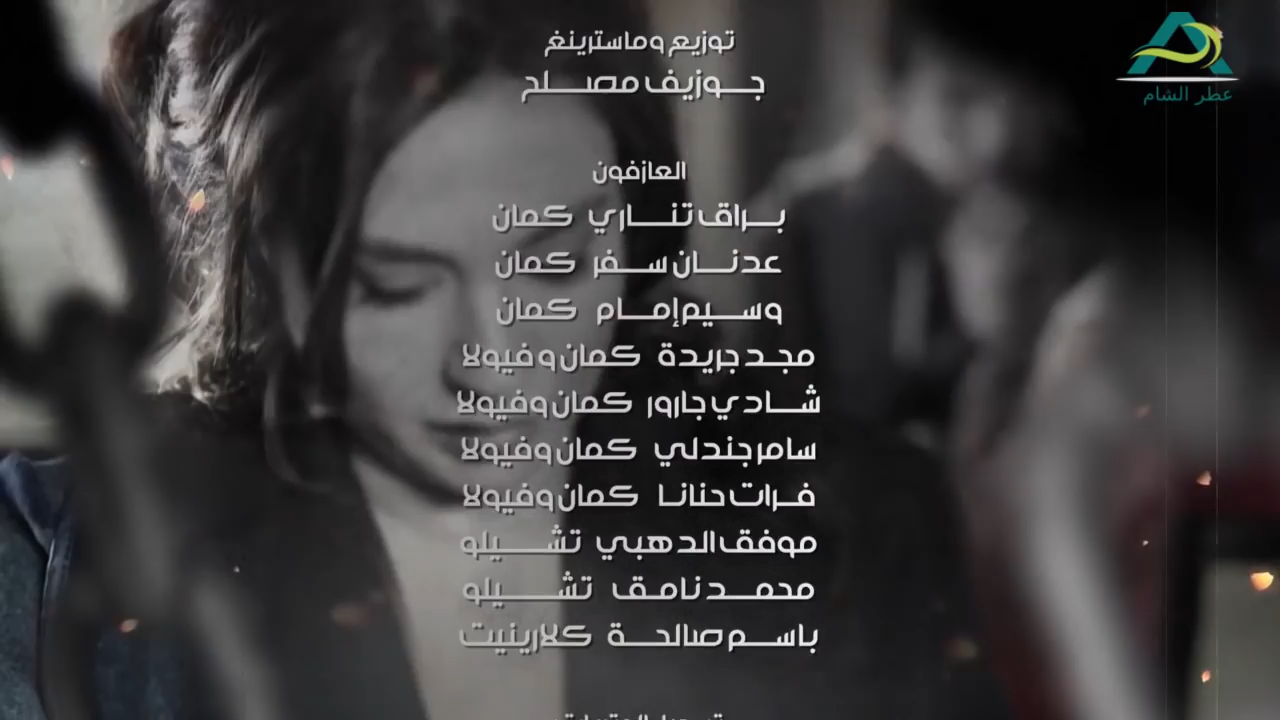 عطر الشام
توزيع وماسترينغ
جوزيف مصلح
العازفون
براق تناري كمان
عدنان سفر كمان
وسيم إمام كمان
مجد جريدة كمان وفيولا
شادي جارور كمان وفيولا
سامر جندلي كمان وفيولا
فرات حنانا كمان وفيولا
موفق الدهبي تشيلو
محمد نامق تشيلو
باسم صالحة كلارينيت